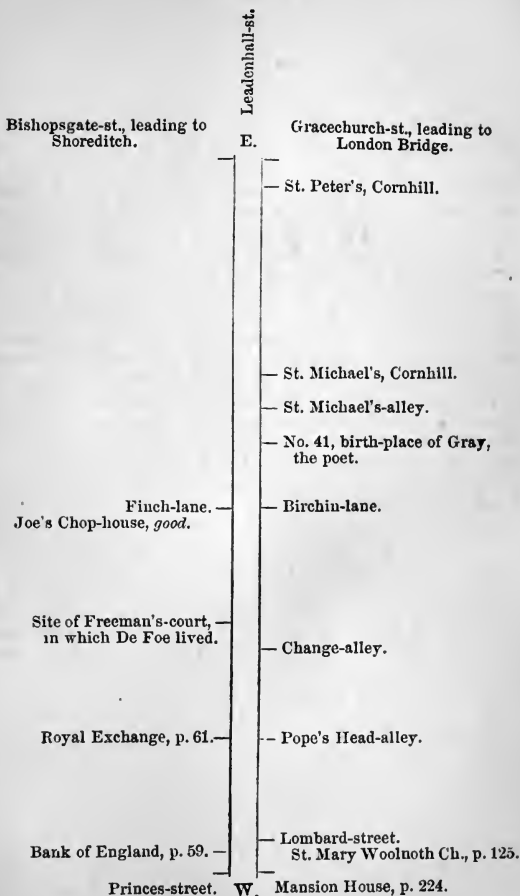 Leadenhall-st.
Bishopsgate-st., leading to
Shoreditch.
E.
Gracechurch-st., leading to
London Bridge.
St. Peter's, Cornhill.
St. Michael's, Cornhill.
St. Michael's-alley.
No. 41, birth-place of Gray,
the poet.
Finch-lane.
Joe's Chop-house, good.
Birchin-lane.
Site of Freeman's-court,
in which De Foe lived.
Change-alley.
Royal Exchange, p. 61.
Pope's Head-alley.
Lombard-street.
Bank of England, p. 59.
St. Mary Woolnoth Ch., p. 125.
Princes-street. W. Mansion House, p. 224.